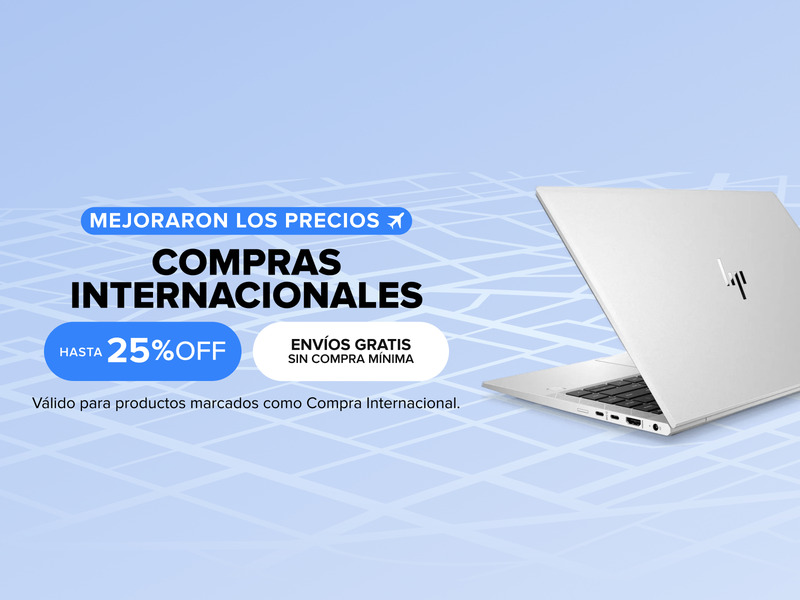 MEJORARON LOS PRECIOS
COMPRAS
INTERNACIONALES
HASTA 25%OFF
ENVÍOS GRATIS
SIN COMPRA MÍNIMA
Válido para productos marcados como Compra Internacional.
hp